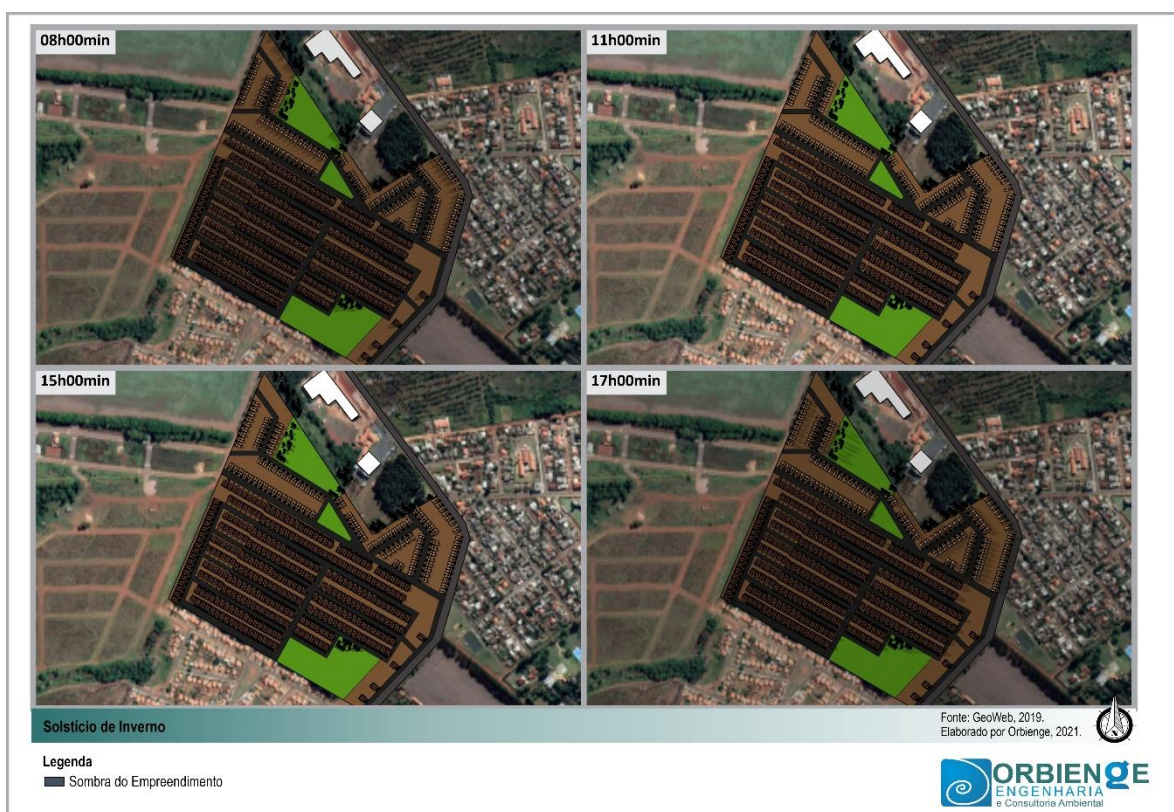 08h00min
11h00min
15h00min
17h00min
Solstício de Inverno
Fonte: GeoWeb, 2019.
Elaborado por Orbienge, 2021.
Legenda
Sombra do Empreendimento
ORBIENGE
ENGENHARIA
e Consultoria Ambiental